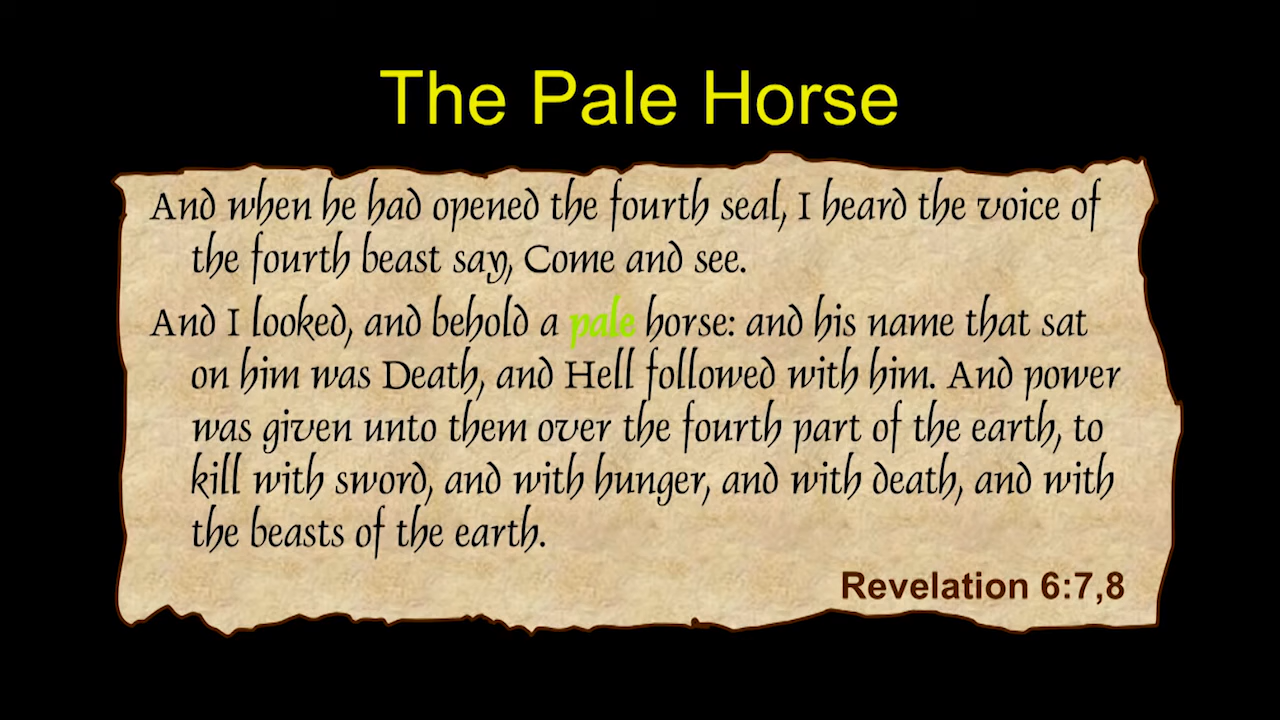 The Pale Horse
And when he had opened the fourth seal, I heard the voice of
the fourth beast say, Come and see.
And I looked, and behold a pale horse: and his name that sat
on him was Death, and Hell followed with him. And power
was given unto them over the fourth part of the earth, to
kill with sword, and with hunger, and with death, and with
the beasts of the earth.
Revelation 6:7,8